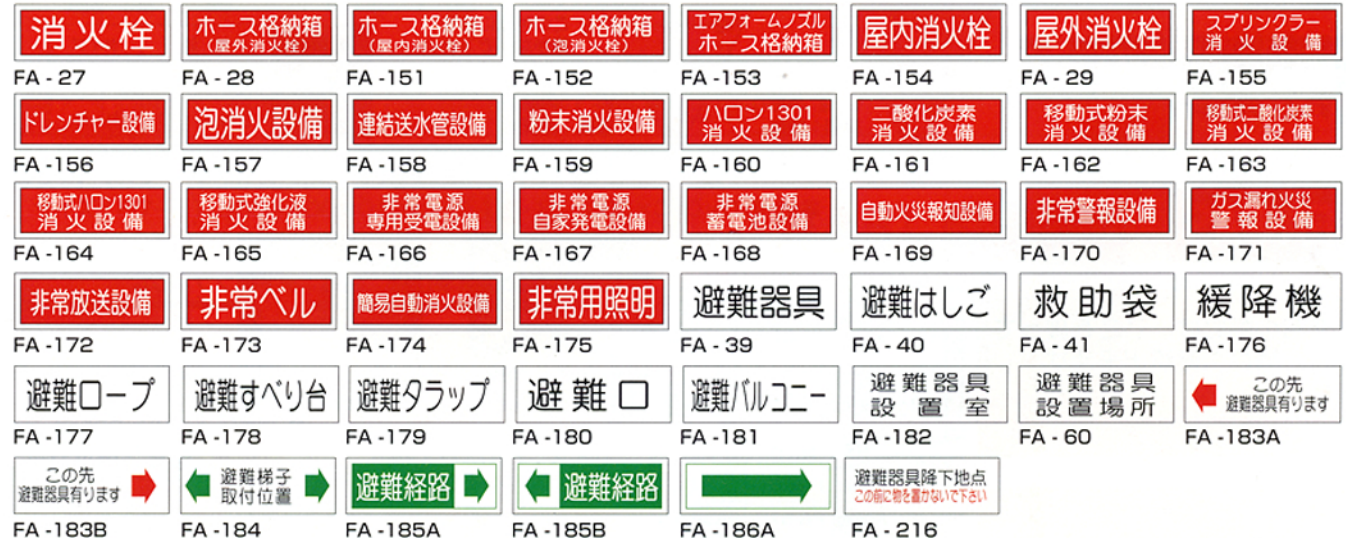 消火栓
FA - 27
ホース格納箱
(屋外消火栓)
FA - 28
ホース格納箱
(屋内消火栓)
FA -151
ホース格納箱
(泡消火栓)
FA -152
エアフォームノズル
ホース格納箱
FA -153
屋内消火栓
FA -154
屋外消火栓
FA - 29
スプリンクラー
消火設備
FA -155
ドレンチャー設備
FA -156
泡消火設備
FA -157
連結送水管設備
FA -158
粉末消火設備
FA -159
ハロン1301
消火設備
FA -160
二酸化炭素
消火設備
FA -161
移動式粉末
消火設備
FA -162
移動式二酸化炭素
消火設備
FA -163
移動式ハロン1301
消火設備
FA -164
移動式強化液
消火設備
FA -165
非常電源
専用受電設備
FA -166
非常電源
自家発電設備
FA -167
非常電源
蓄電池設備
FA -168
自動火災報知設備
FA -169
非常警報設備
FA -170
ガス漏れ火災
警報設備
FA -171
非常放送設備
FA -172
非常ベル
FA -173
簡易自動消火設備
FA -174
非常用照明
FA -175
避難器具
FA - 39
避難はしご
FA - 40
救助袋
FA - 41
緩降機
FA -176
避難ロープ
FA -177
避難すべり台
FA -178
避難タラップ
FA -179
避難口
FA -180
避難バルコニー
FA -181
避難器具
設置室
FA -182
避難器具
設置場所
FA - 60
この先
避難器具有ります
FA -183A
この先
避難器具有ります
FA -183B
避難梯子
取付位置
FA -184
避難経路
FA -185A
避難経路
FA -185B
FA -186A
避難器具降下地点
この前に物を置かないで下さい
FA - 216